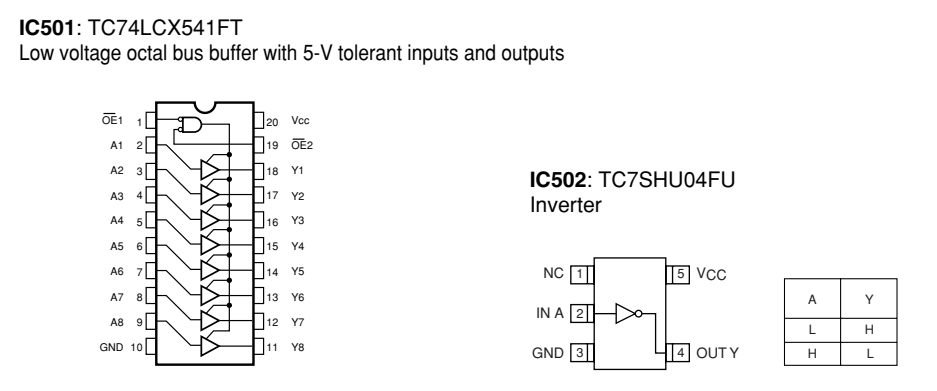 IC501: TC74LCX541FT
Low voltage octal bus buffer with 5-V tolerant inputs and outputs
OE1 1 20 Vcc
A1 2 19 OE2
A2 3 18 Y1
A3 4 17 Y2
A4 5 16 Y3
A5 6 15 Y4
A6 7 14 Y5
A7 8 13 Y6
A8 9 12 Y7
GND 10 11 Y8
IC502: TC7SHU04FU
Inverter
NC 1 5 VCC
IN A 2
GND 3 4 OUT Y
A Y
L H
H L